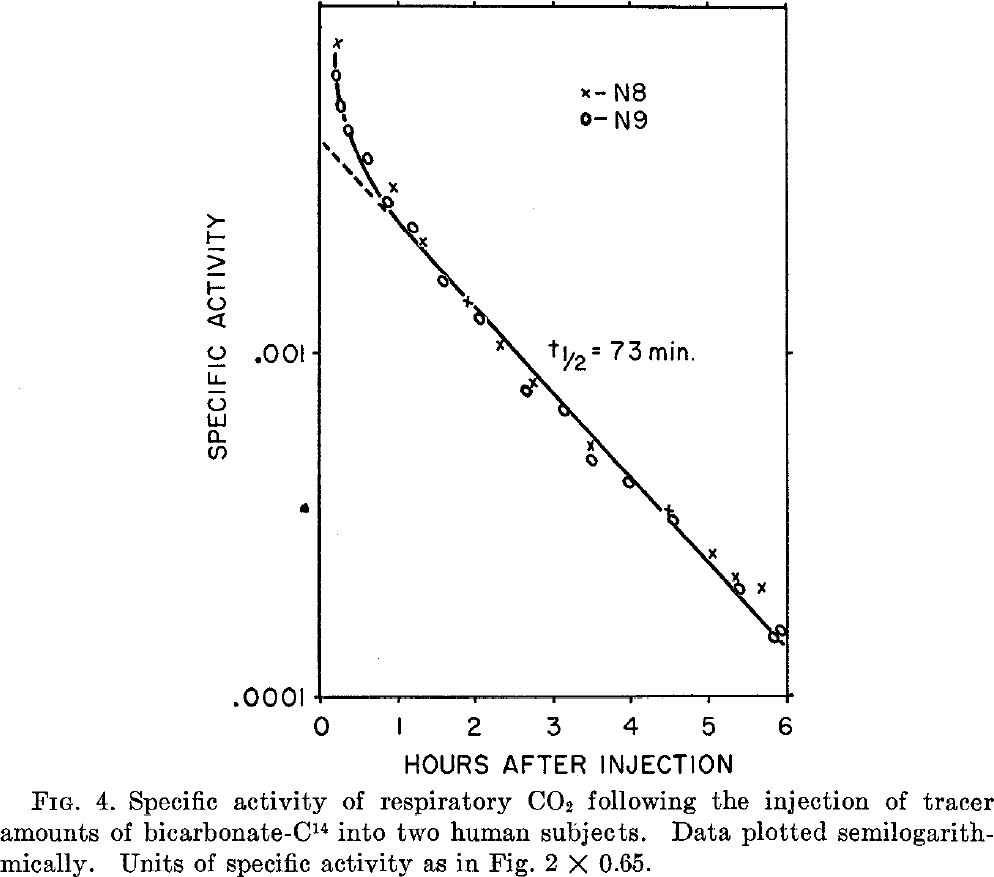 x– N8
o– N9
SPECIFIC ACTIVITY
.001
t1/2 = 73 min.
.0001
0 1 2 3 4 5 6
HOURS AFTER INJECTION
FIG. 4. Specific activity of respiratory CO₂ following the injection of tracer
amounts of bicarbonate-C¹⁴ into two human subjects. Data plotted semilogarith-
mically. Units of specific activity as in Fig. 2 × 0.65.